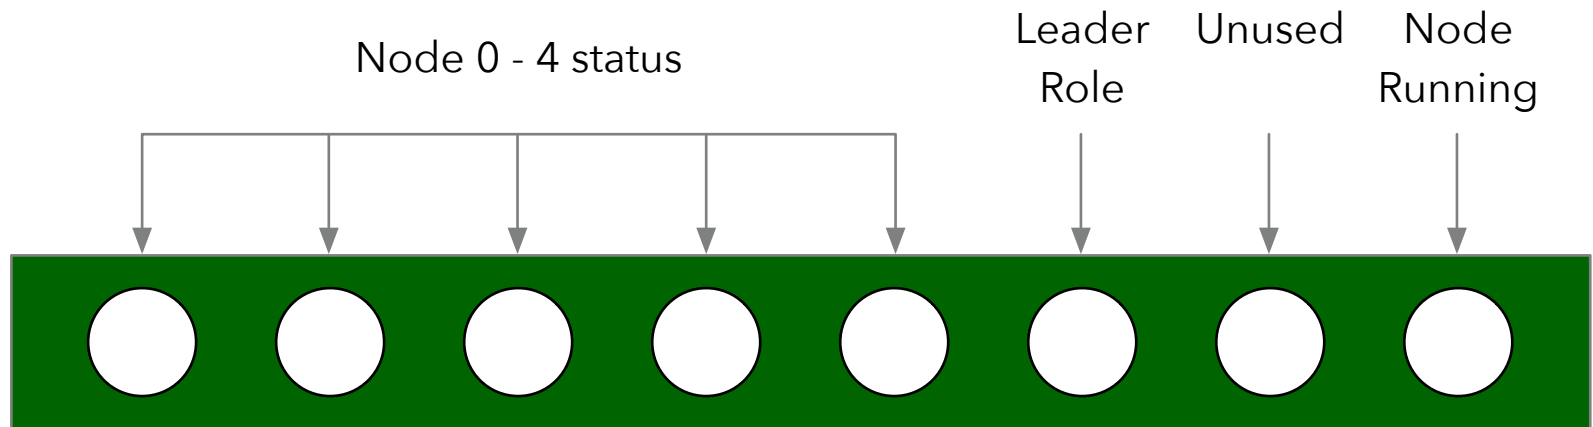 Node 0 - 4 status
Leader
Role
Unused
Node
Running